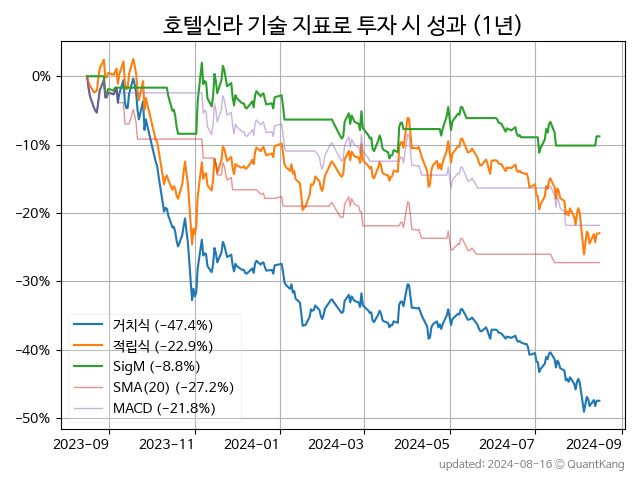 호텔신라 기술 지표로 투자 시 성과 (1년)
0%
−10%
−20%
−30%
−40%
−50%
거치식 (−47.4%)
적립식 (−22.9%)
SigM (−8.8%)
SMA(20) (−27.2%)
MACD (−21.8%)
2023-09 2023-11 2024-01 2024-03 2024-05 2024-07 2024-09
updated: 2024-08-16 © QuantKang